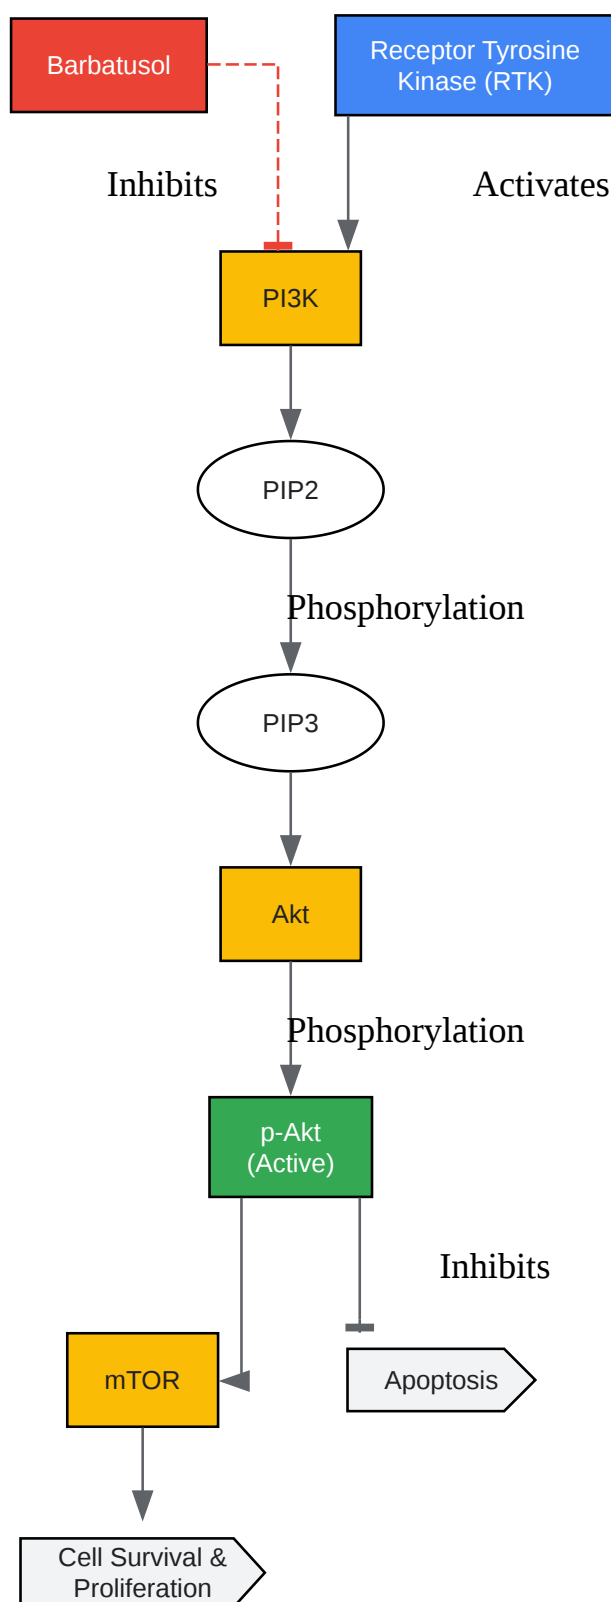 Barbatusol
Receptor Tyrosine
Kinase (RTK)
Inhibits
Activates
PI3K
PIP2
Phosphorylation
PIP3
Akt
Phosphorylation
p-Akt
(Active)
Inhibits
mTOR
Apoptosis
Cell Survival &
Proliferation